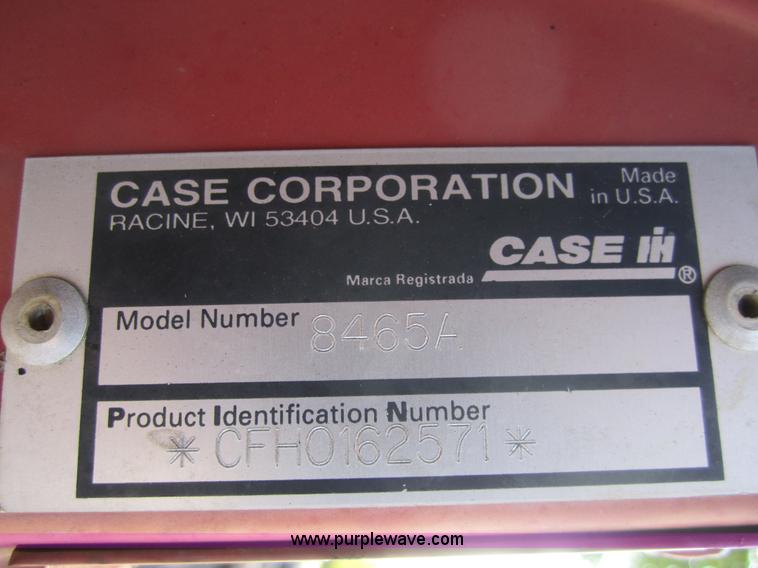 CASE CORPORATION Made in U.S.A.
RACINE, WI 53404 U.S.A.
CASE IH
Marca Registrada ®
Model Number 8465A
Product Identification Number
*CFH0162571*
www.purplewave.com